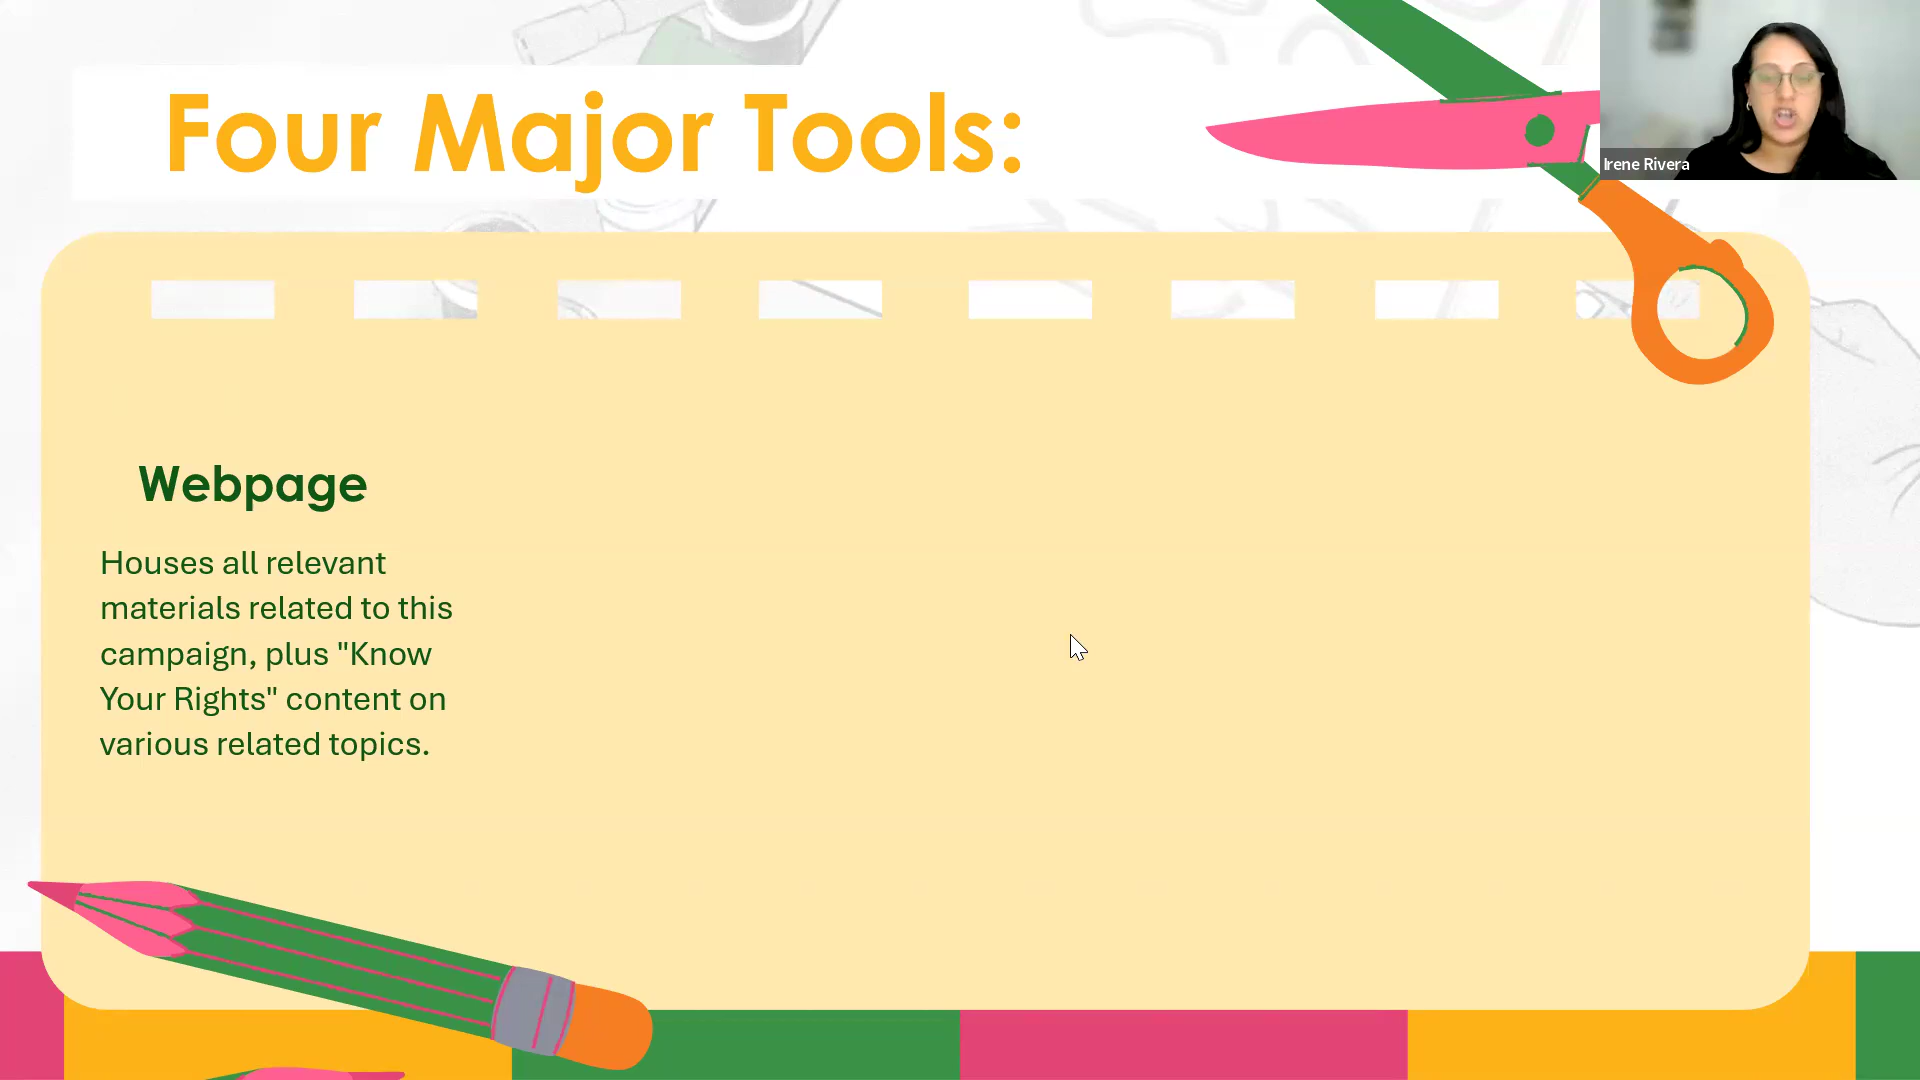 Four Major Tools:
Irene Rivera
Webpage
Houses all relevant
materials related to this
campaign, plus "Know
Your Rights" content on
various related topics.